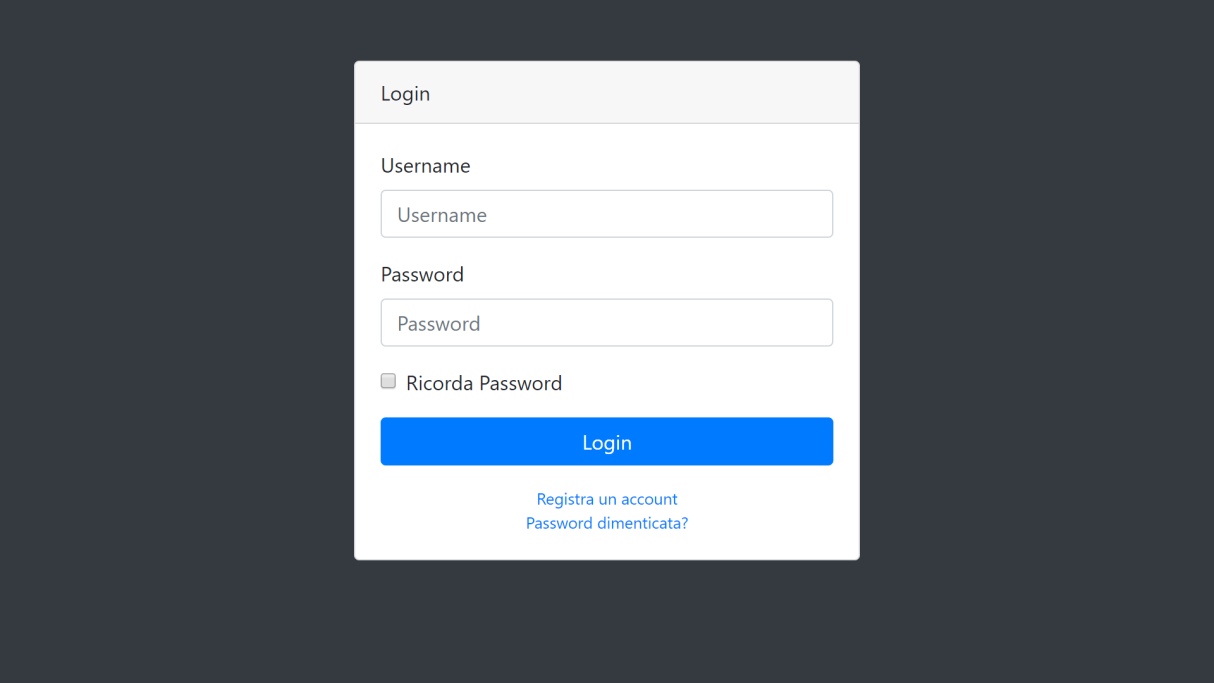 Login
Username
Username
Password
Password
Ricorda Password
Login
Registra un account
Password dimenticata?